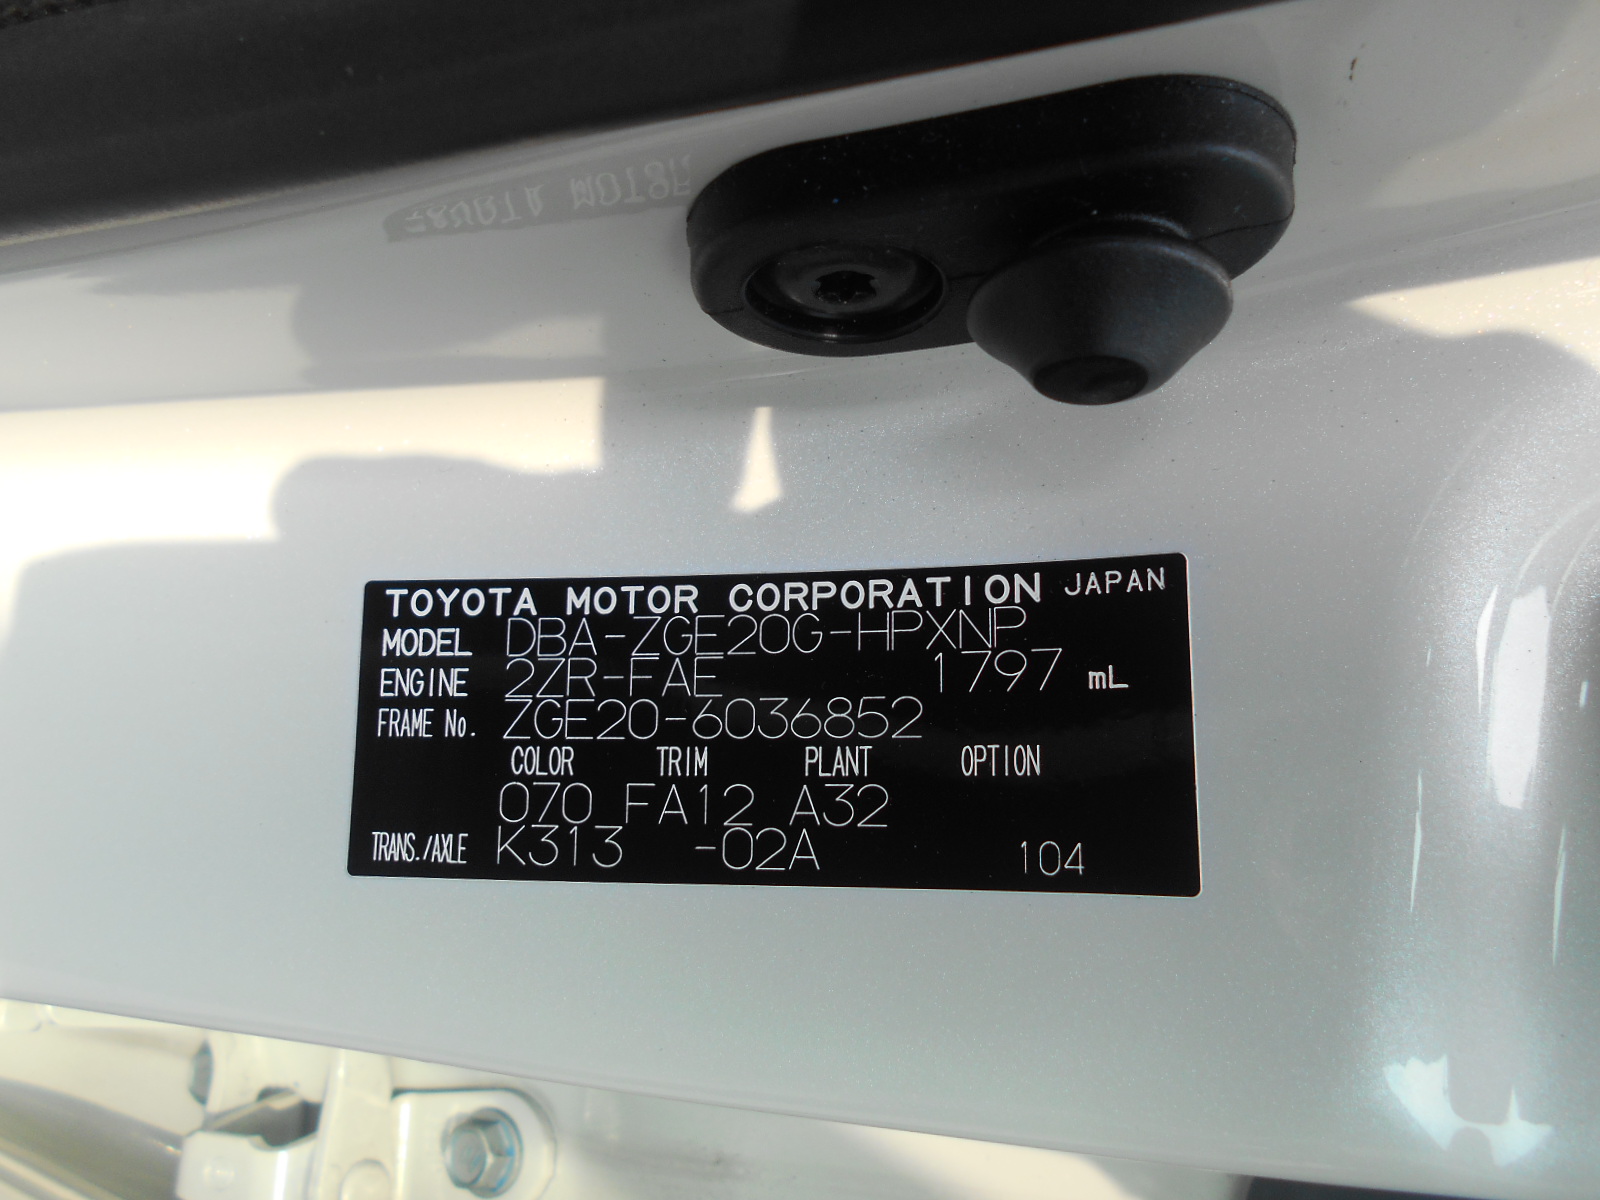 TOYOTA MOTOR CORPORATION JAPAN
MODEL DBA-ZGE20G-HPXNP
ENGINE 2ZR-FAE 1797 mL
FRAME No. ZGE20-6036852
COLOR TRIM PLANT OPTION
070 FA12 A32
TRANS./AXLE K313 -02A 104